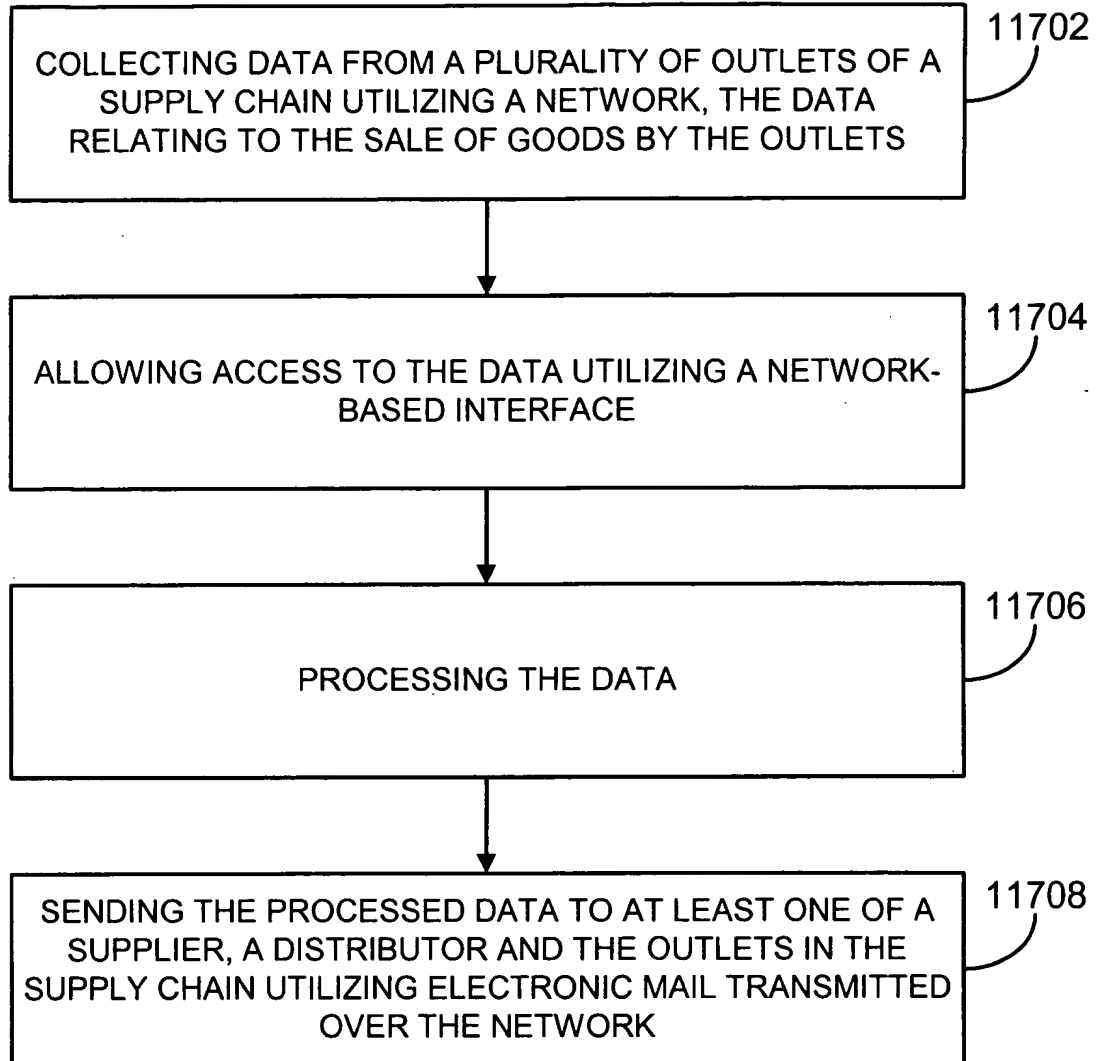 11702
COLLECTING DATA FROM A PLURALITY OF OUTLETS OF A
SUPPLY CHAIN UTILIZING A NETWORK, THE DATA
RELATING TO THE SALE OF GOODS BY THE OUTLETS
11704
ALLOWING ACCESS TO THE DATA UTILIZING A NETWORK-
BASED INTERFACE
11706
PROCESSING THE DATA
11708
SENDING THE PROCESSED DATA TO AT LEAST ONE OF A
SUPPLIER, A DISTRIBUTOR AND THE OUTLETS IN THE
SUPPLY CHAIN UTILIZING ELECTRONIC MAIL TRANSMITTED
OVER THE NETWORK